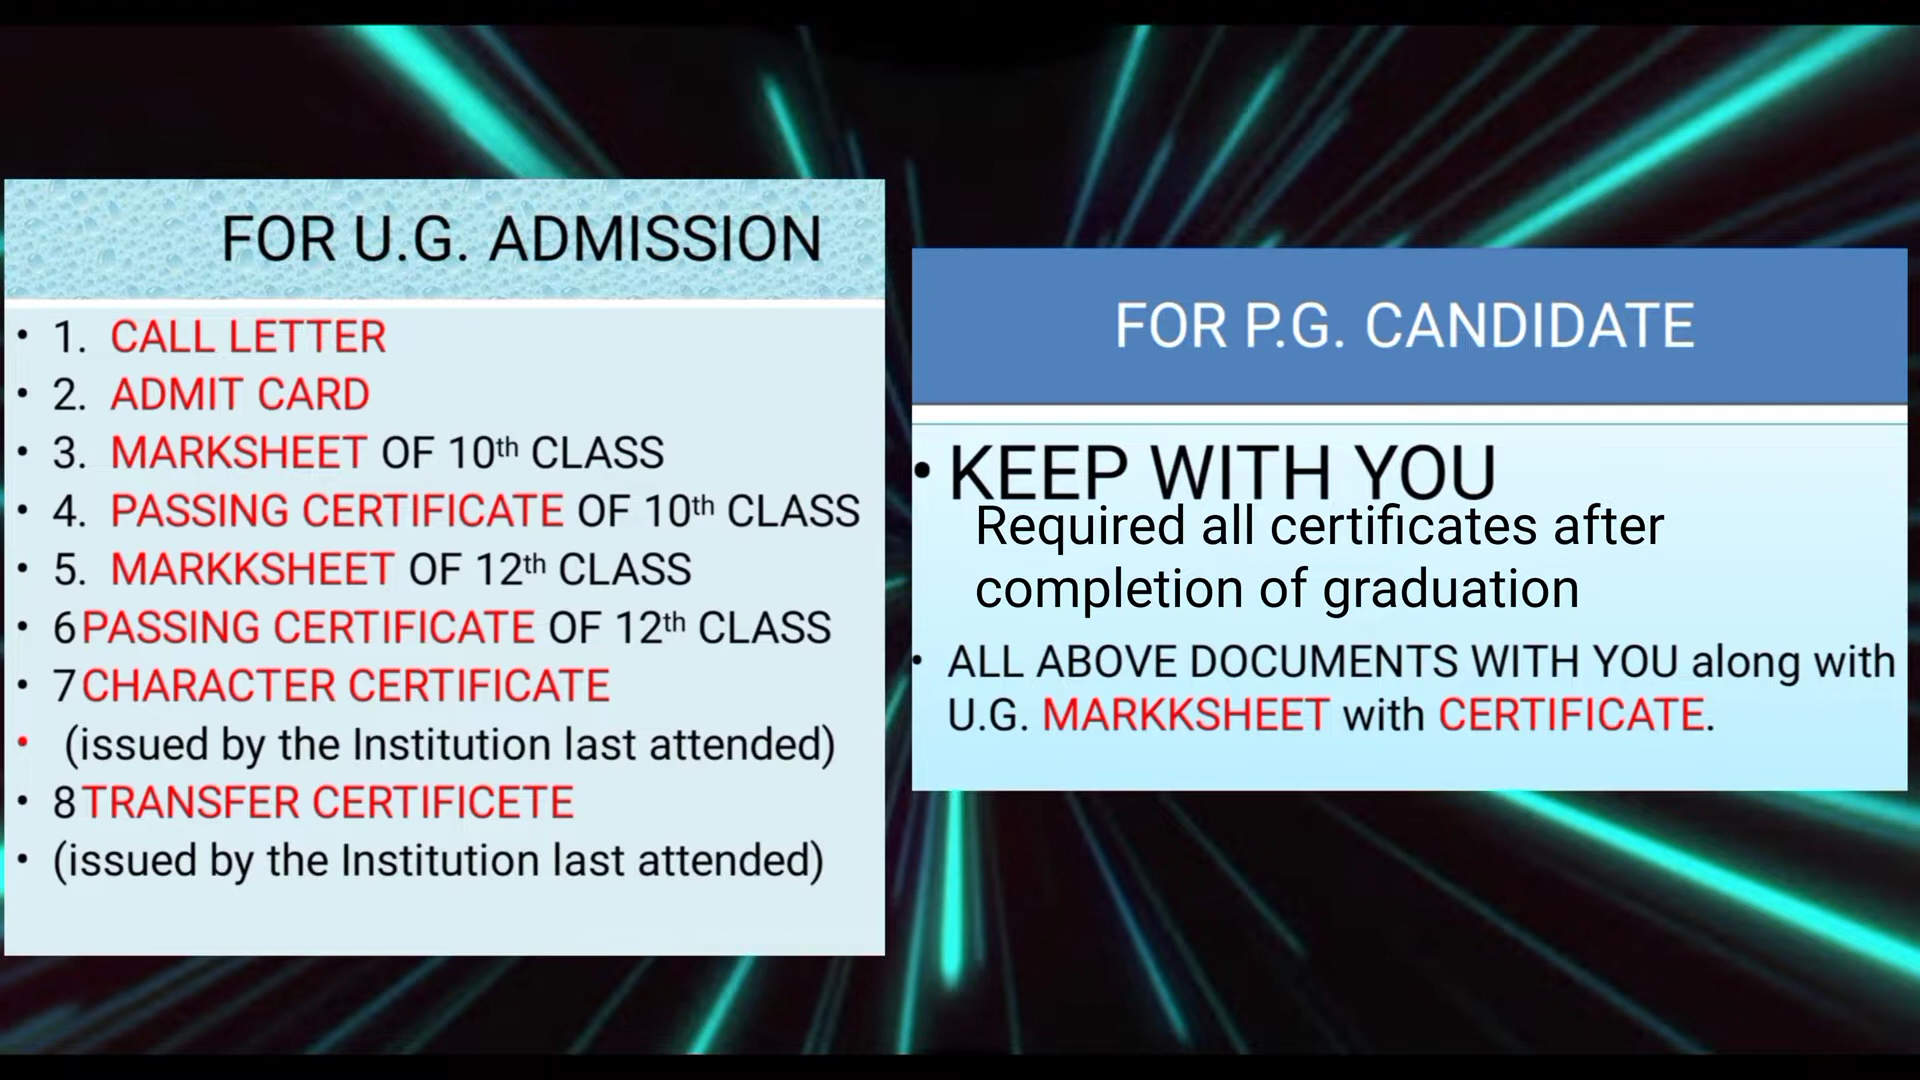 FOR U.G. ADMISSION
• 1. CALL LETTER
• 2. ADMIT CARD
• 3. MARKSHEET OF 10th CLASS
• 4. PASSING CERTIFICATE OF 10th CLASS
• 5. MARKKSHEET OF 12th CLASS
• 6 PASSING CERTIFICATE OF 12th CLASS
• 7 CHARACTER CERTIFICATE
• (issued by the Institution last attended)
• 8 TRANSFER CERTIFICETE
• (issued by the Institution last attended)
FOR P.G. CANDIDATE
• KEEP WITH YOU
Required all certificates after
completion of graduation
• ALL ABOVE DOCUMENTS WITH YOU along with
U.G. MARKKSHEET with CERTIFICATE.